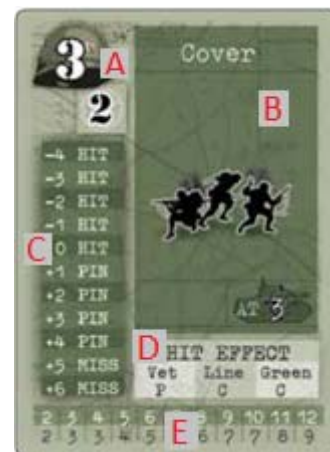 3 A
Cover
2
B
-4 HIT
-3 HIT
-2 HIT
-1 HIT
C 0 HIT
+1 PIN
+2 PIN
+3 PIN
+4 PIN
+5 MISS
+6 MISS
AT 3
D HIT EFFECT
Vet Line Green
P C C
2 3 4 5 6 8 9 10 11 12
2 3 3 4 5 E 6 7 7 8 9